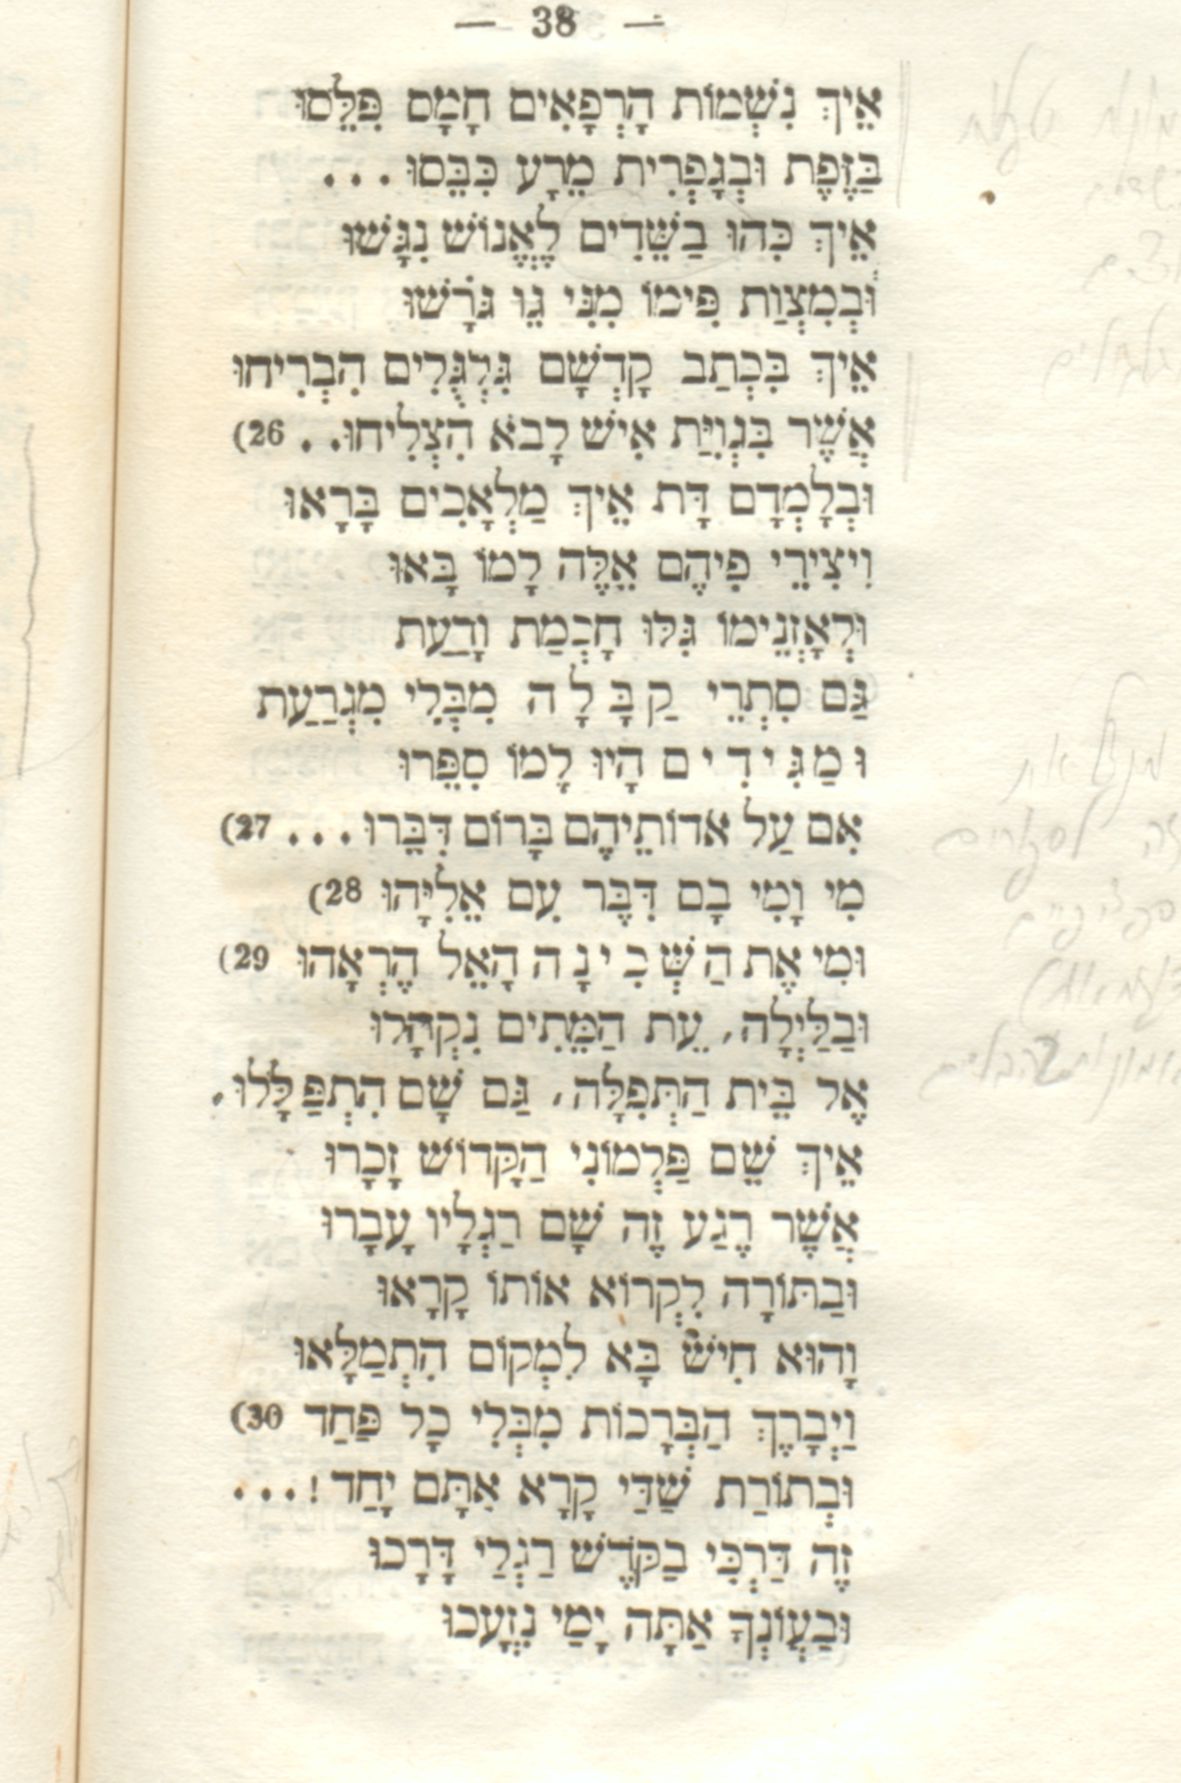 — 38 —
אֵיךְ נִשְׁמוֹת הָרְפָאִים חָמָס פִּלֵּסוּ
בַּזֶּפֶת וּבְגָפְרִית מֵרָע כִּבֵּסוּ . . .
אֵיךְ כִּהוּ בַשֵּׁדִים לֶאֱנוֹשׁ נִגָּשׁוּ
וּבְמִצְוַת פִּימוֹ מִנִּי גֵו גֹּרָשׁוּ
אֵיךְ בִּכְתַב קָדְשָׁם גִּלְגֻּלִים הִבְרִיחוּ
אֲשֶׁר בִּגְוִיַּת אִישׁ לָבֹא הִצְלִיחוּ. . (26
וּבְלָמְדָם דָּת אֵיךְ מַלְאָכִים בָּרָאוּ
וִיצִירֵי פִיהֶם אֵלֶּה לָמוֹ בָּאוּ
וּלְאָזְנֵימוֹ גִּלּוּ חָכְמַת וָדַעַת
גַּם סִתְרֵי קַבָּלָה מִבְּלִי מִגְרַעַת
וּמַגִּידִים הָיוּ לָמוֹ סִפֵּרוּ
אִם עַל אֹדוֹתֵיהֶם בָּרוֹם דִּבֵּרוּ . . . (27
מִי וָמִי בָם דִּבֶּר עִם אֵלִיָּהוּ (28
וּמִי אֶת הַשְּׁכִינָה הָאֵל הֶרְאָהוּ (29
וּבַלַּיְלָה, עֵת הַמֵּתִים נִקְהָלוּ
אֶל בֵּית הַתְּפִלָּה, גַּם שָׁם הִתְפַּלָּלוּ.
אֵיךְ שֵׁם פַּלְמוֹנִי הַקָּדוֹשׁ זָכָרוּ
אֲשֶׁר רֶגַע זֶה שָׁם רַגְלָיו עָבָרוּ
וּבַתּוֹרָה לִקְרוֹא אוֹתוֹ קָרָאוּ
וָהוּא חִישׁ בָּא לִמְקוֹם הִתְמַלָּאוּ
וַיְבָרֶךְ הַבְּרָכוֹת מִבְּלִי כָל פַּחַד (30
וּבְתוֹרַת שַׁדַּי קָרָא אִתָּם יָחַד! . . .
זֶה דַּרְכִּי בַקֹּדֶשׁ רַגְלַי דָּרָכוּ
וּבַעֲוֹנְךָ אַתָּה יָמַי נִזְעָכוּ